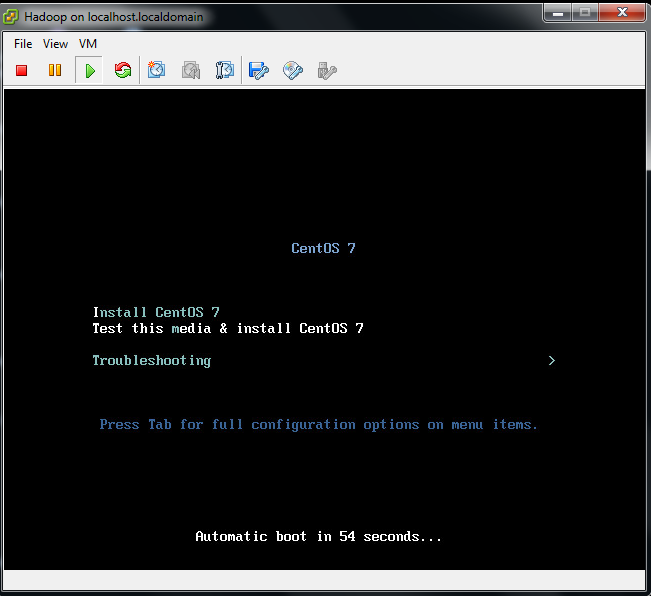 Hadoop on localhost.localdomain
File View VM
CentOS 7
Install CentOS 7
Test this media & install CentOS 7
Troubleshooting >
Press Tab for full configuration options on menu items.
Automatic boot in 54 seconds...